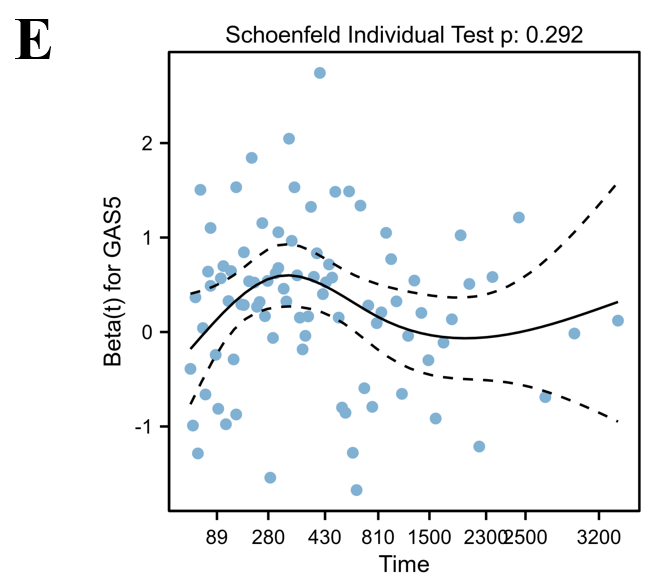 E
Schoenfeld Individual Test p: 0.292
Beta(t) for GAS5
2
1
0
-1
89 280 430 810 1500 2300 2500 3200
Time